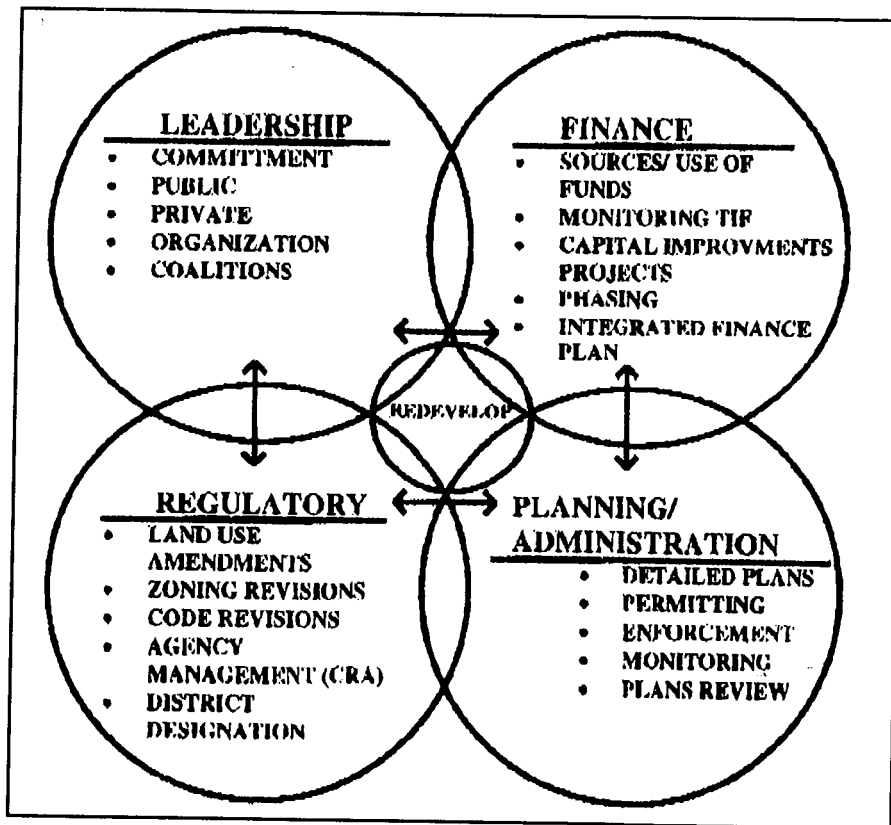 LEADERSHIP
• COMMITTMENT
• PUBLIC
• PRIVATE
• ORGANIZATION
• COALITIONS
FINANCE
• SOURCES/ USE OF
FUNDS
• MONITORING TIF
• CAPITAL IMPROVMENTS
PROJECTS
• PHASING
• INTEGRATED FINANCE
PLAN
REDEVELOP
REGULATORY
• LAND USE
AMENDMENTS
• ZONING REVISIONS
• CODE REVISIONS
• AGENCY
MANAGEMENT (CRA)
• DISTRICT
DESIGNATION
PLANNING/
ADMINISTRATION
• DETAILED PLANS
• PERMITTING
• ENFORCEMENT
• MONITORING
• PLANS REVIEW